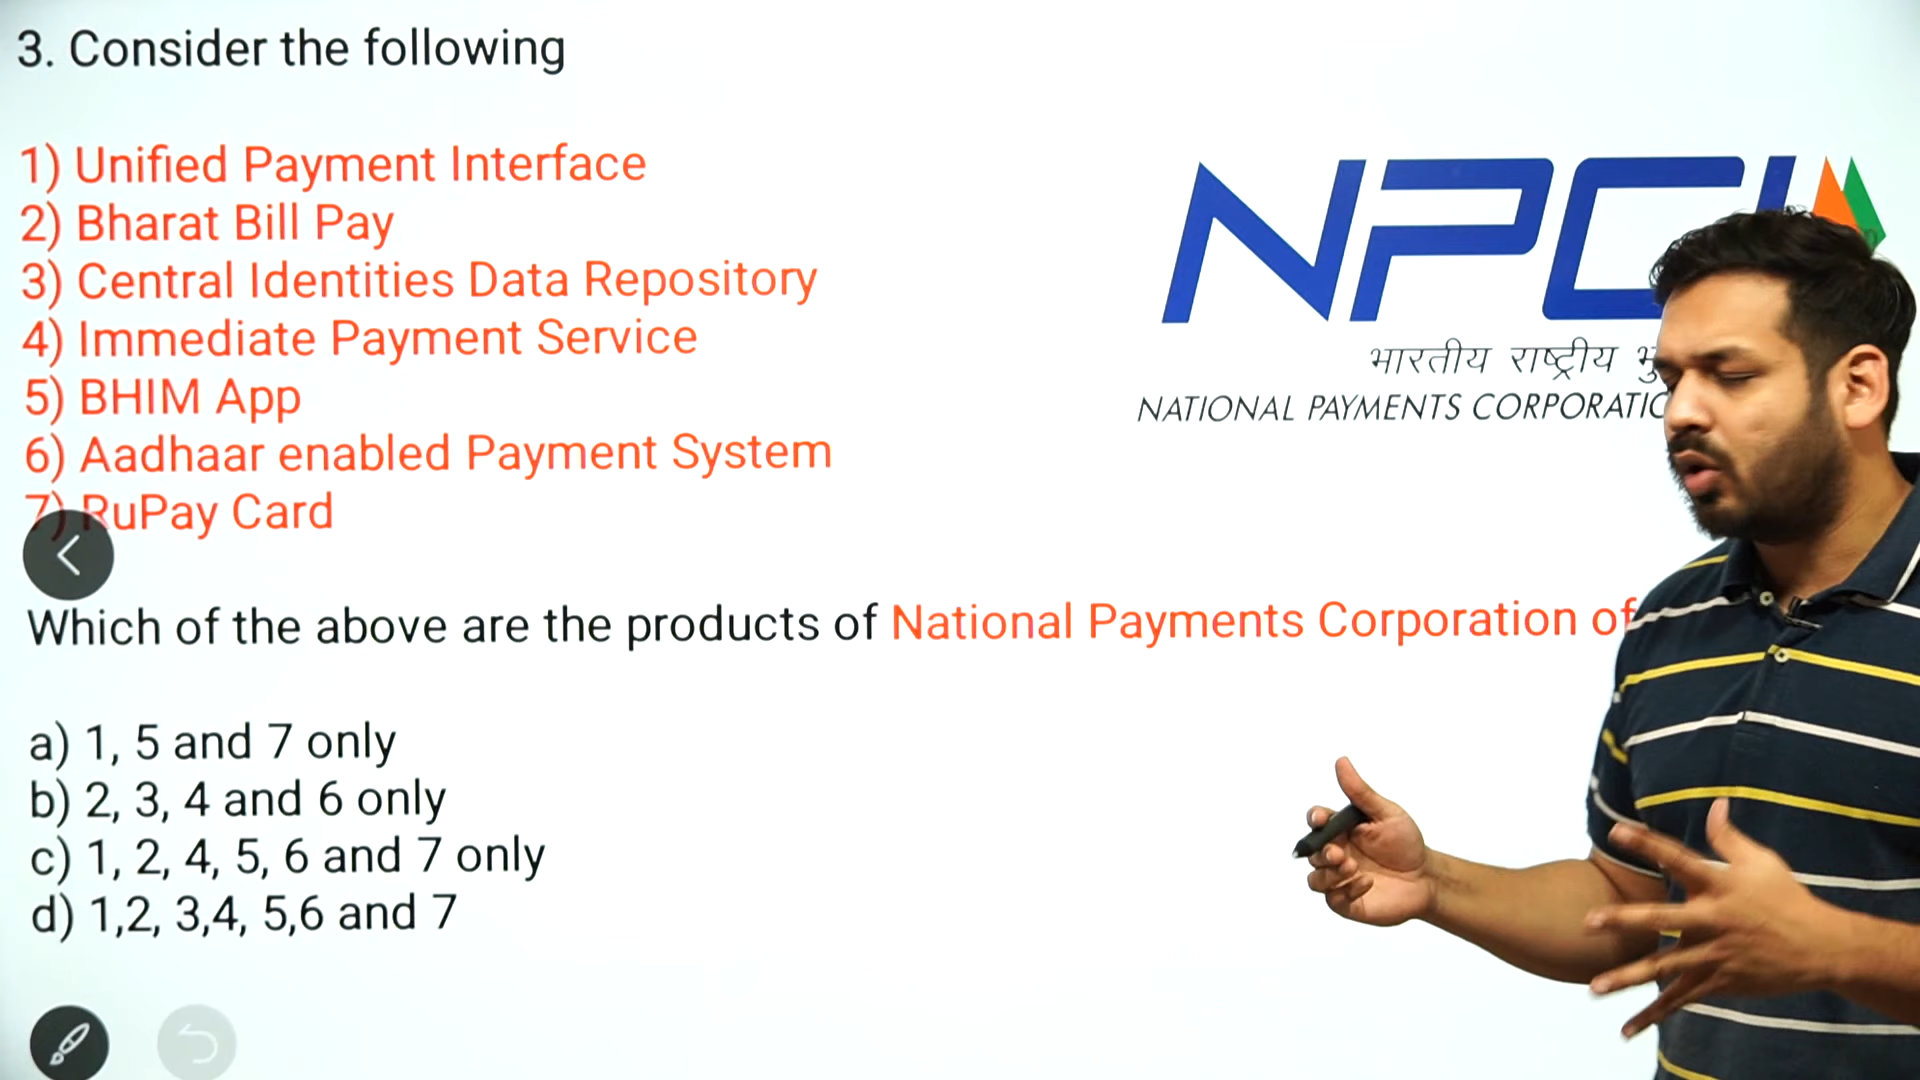 3. Consider the following
1) Unified Payment Interface
2) Bharat Bill Pay
3) Central Identities Data Repository
4) Immediate Payment Service
5) BHIM App
6) Aadhaar enabled Payment System
7) RuPay Card
Which of the above are the products of National Payments Corporation of
a) 1, 5 and 7 only
b) 2, 3, 4 and 6 only
c) 1, 2, 4, 5, 6 and 7 only
d) 1,2, 3,4, 5,6 and 7
NPCI
भारतीय राष्ट्रीय
NATIONAL PAYMENTS